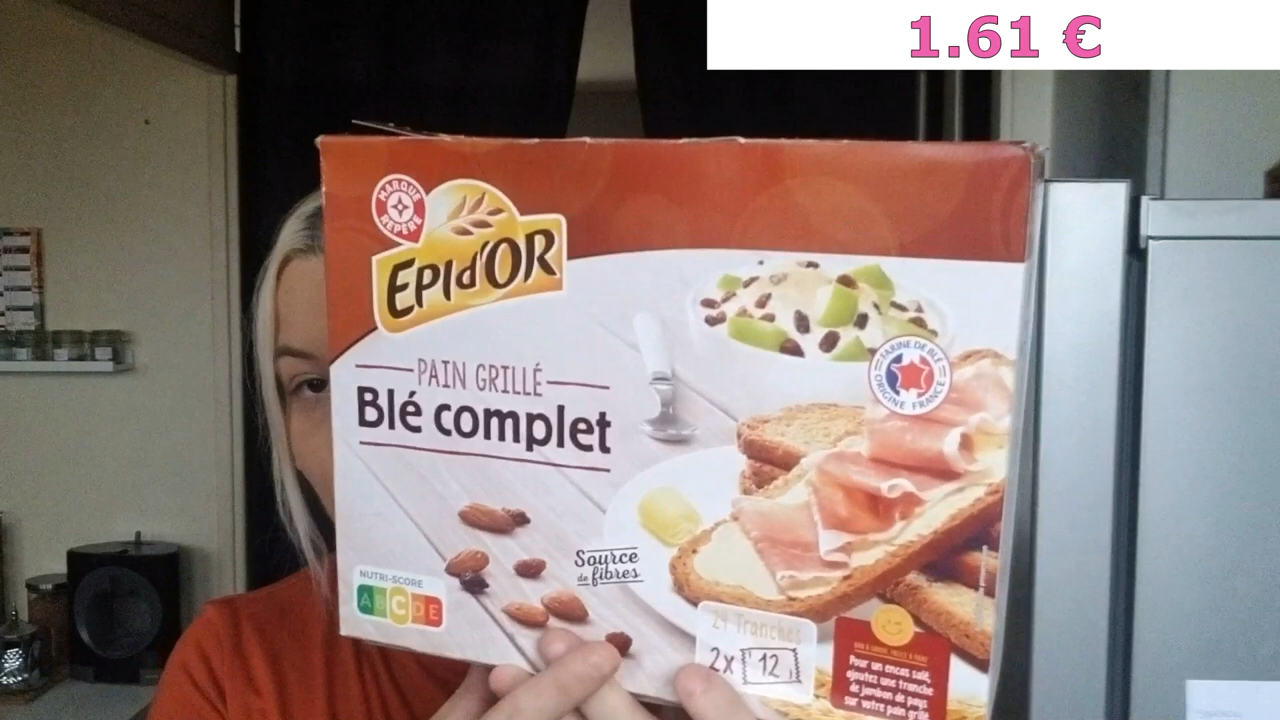 1.61 €
MARQUE
REPÈRE
EPI d'OR
PAIN GRILLÉ
Blé complet
FARINE DE BLÉ
ORIGINE FRANCE
Source
de fibres
NUTRI-SCORE
A B C D E
24 Tranches
2x 12
Pour un encas salé,
ajoutez une tranche
de jambon de pays
sur votre pain grillé